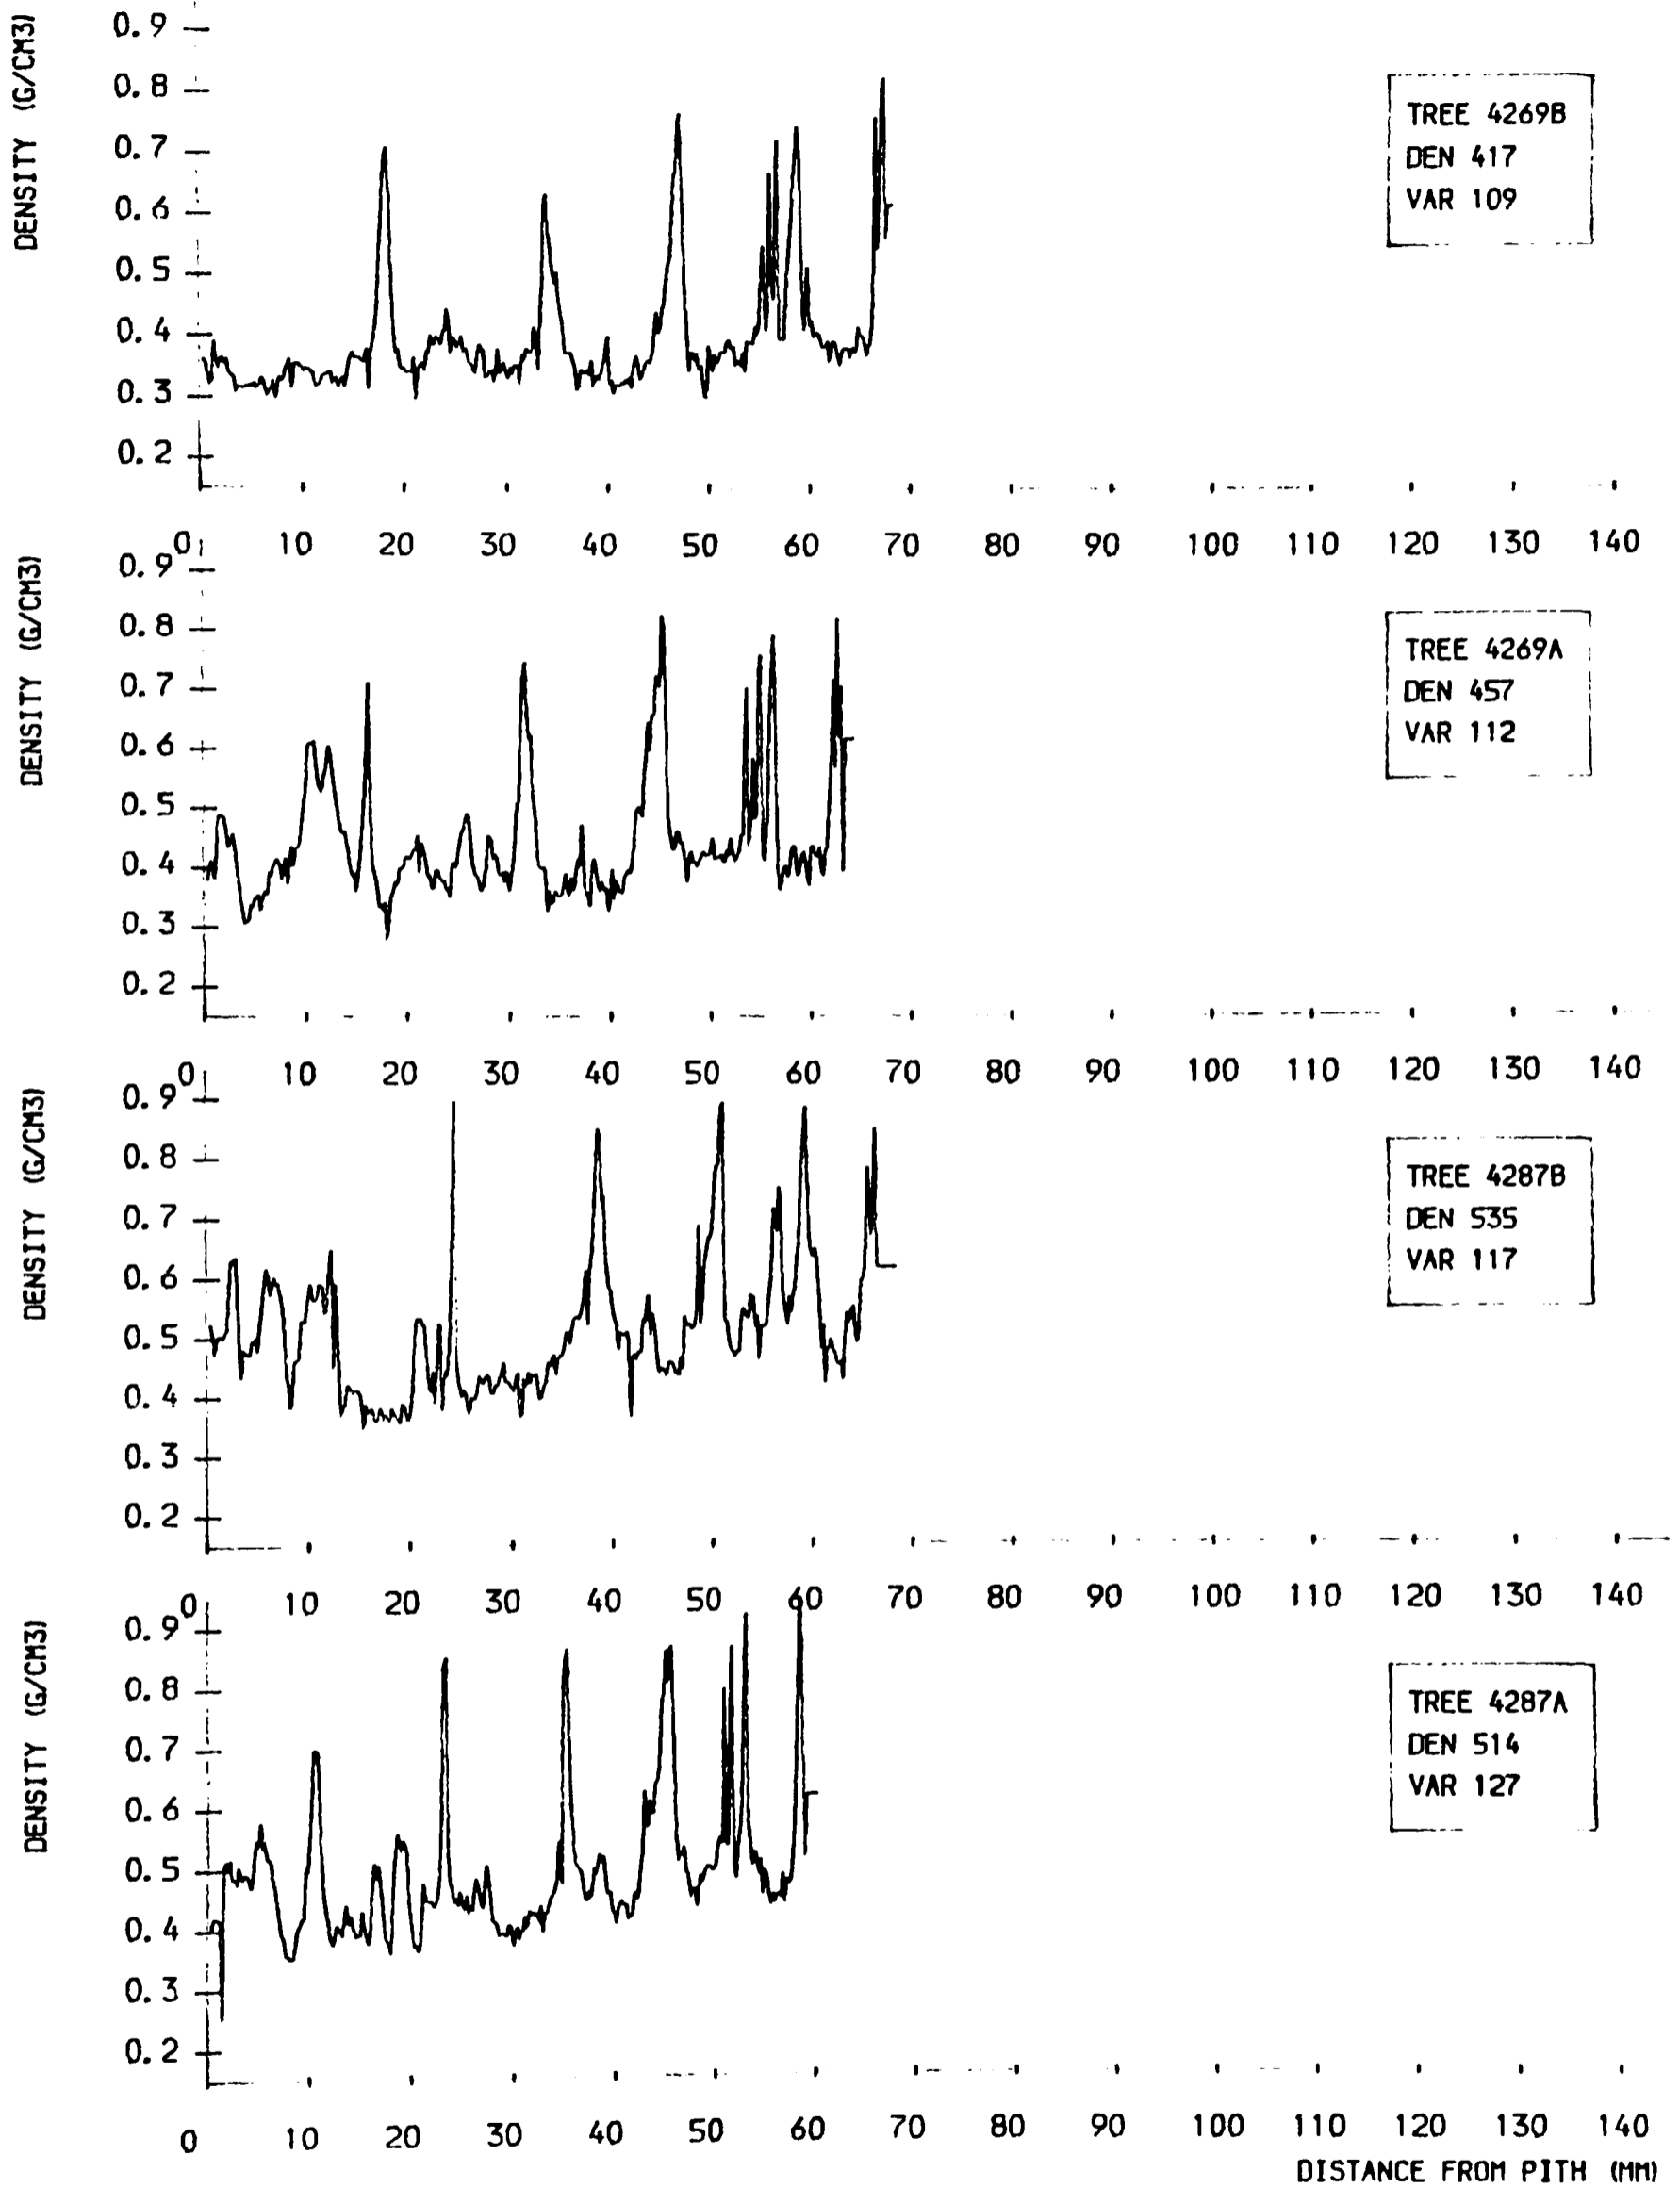 DENSITY (G/CM3)
0.9
0.8
0.7
0.6
0.5
0.4
0.3
0.2
TREE 4269B
DEN 417
VAR 109
0 10 20 30 40 50 60 70 80 90 100 110 120 130 140
DENSITY (G/CM3)
0.9
0.8
0.7
0.6
0.5
0.4
0.3
0.2
TREE 4269A
DEN 457
VAR 112
0 10 20 30 40 50 60 70 80 90 100 110 120 130 140
DENSITY (G/CM3)
0.9
0.8
0.7
0.6
0.5
0.4
0.3
0.2
TREE 4287B
DEN 535
VAR 117
0 10 20 30 40 50 60 70 80 90 100 110 120 130 140
DENSITY (G/CM3)
0.9
0.8
0.7
0.6
0.5
0.4
0.3
0.2
TREE 4287A
DEN 514
VAR 127
0 10 20 30 40 50 60 70 80 90 100 110 120 130 140
DISTANCE FROM PITH (MM)